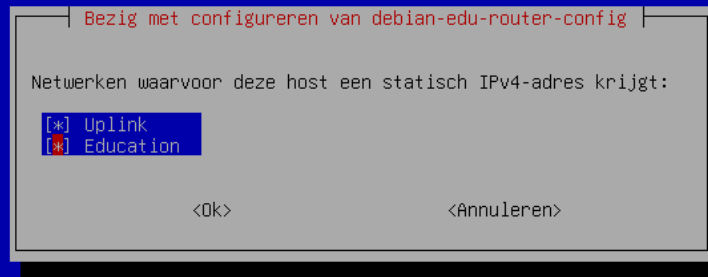 Bezig met configureren van debian-edu-router-config
Netwerken waarvoor deze host een statisch IPv4-adres krijgt:
[*] Uplink
[*] Education
<Ok> <Annuleren>